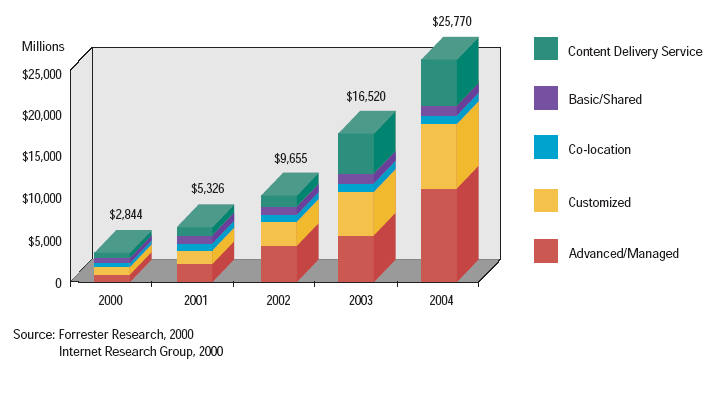 $25,770
Millions
$25,000
$20,000
$15,000
$10,000
$5,000
0
$2,844
$5,326
$9,655
$16,520
2000
2001
2002
2003
2004
Content Delivery Service
Basic/Shared
Co-location
Customized
Advanced/Managed
Source: Forrester Research, 2000
Internet Research Group, 2000